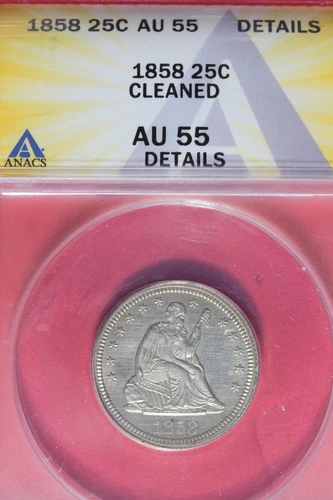 1858 25C AU 55 DETAILS
1858 25C
CLEANED
ANACS
AU 55
DETAILS
1858